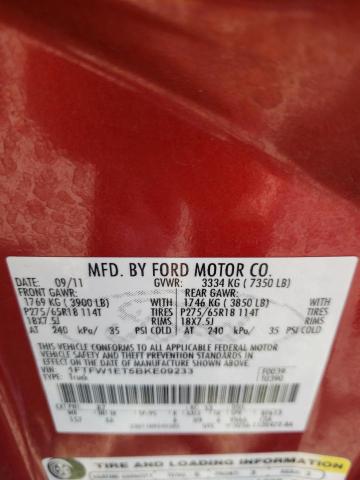 MFD. BY FORD MOTOR CO.
DATE: 09/11 GVWR: 3334 KG ( 7350 LB)
FRONT GAWR: REAR GAWR:
1769 KG ( 3900 LB) WITH 1746 KG ( 3850 LB) WITH
P275/65R18 114T TIRES P275/65R18 114T TIRES
18X7.5J RIMS 18X7.5J RIMS
AT 240 kPa/ 35 PSI COLD AT 240 kPa/ 35 PSI COLD
THIS VEHICLE CONFORMS TO ALL APPLICABLE FEDERAL MOTOR
VEHICLE SAFETY AND THEFT PREVENTION STANDARDS IN
EFFECT ON THE DATE OF MANUFACTURE SHOWN ABOVE.
VIN: 1FTFW1ET5BKE09233 F0039
TYPE: Truck T0390
TIRE AND LOADING INFORMATION